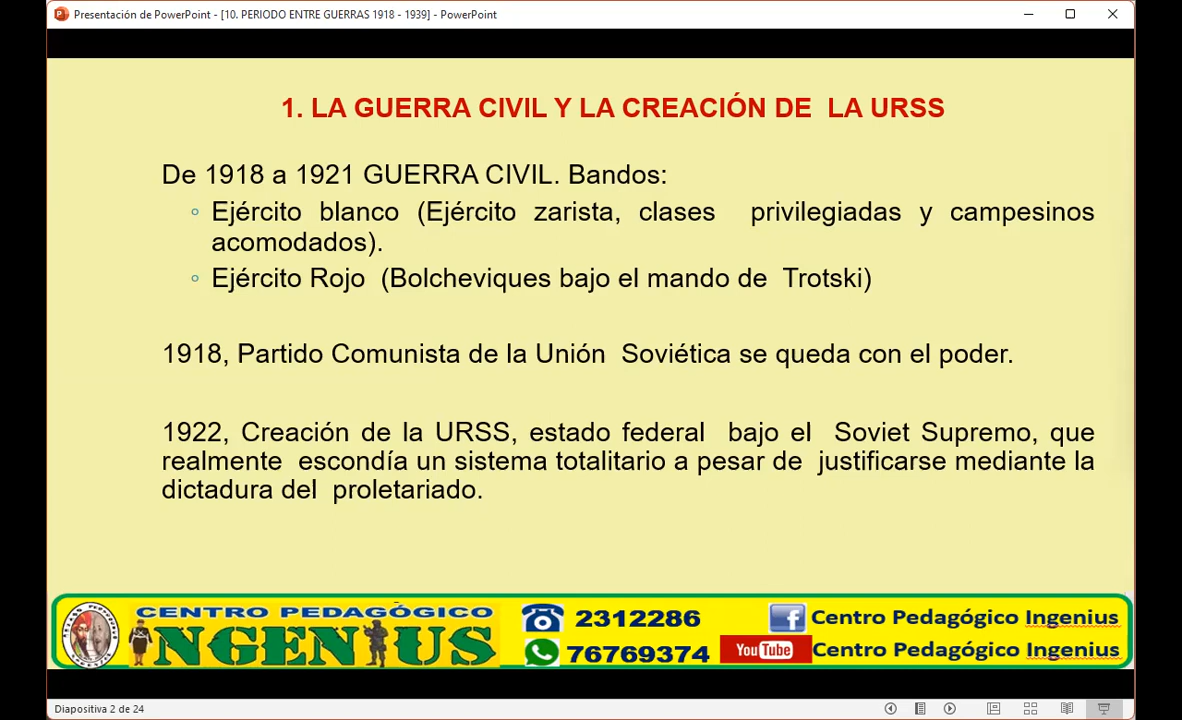 Presentación de PowerPoint - [10. PERIODO ENTRE GUERRAS 1918 - 1939] - PowerPoint
1. LA GUERRA CIVIL Y LA CREACIÓN DE LA URSS
De 1918 a 1921 GUERRA CIVIL. Bandos:
Ejército blanco (Ejército zarista, clases privilegiadas y campesinos
acomodados).
Ejército Rojo (Bolcheviques bajo el mando de Trotski)
1918, Partido Comunista de la Unión Soviética se queda con el poder.
1922, Creación de la URSS, estado federal bajo el Soviet Supremo, que
realmente escondía un sistema totalitario a pesar de justificarse mediante la
dictadura del proletariado.
CENTRO PEDAGÓGICO
INGENIUS
2312286
76769374
Centro Pedagógico Ingenius
YouTube Centro Pedagógico Ingenius
Diapositiva 2 de 24